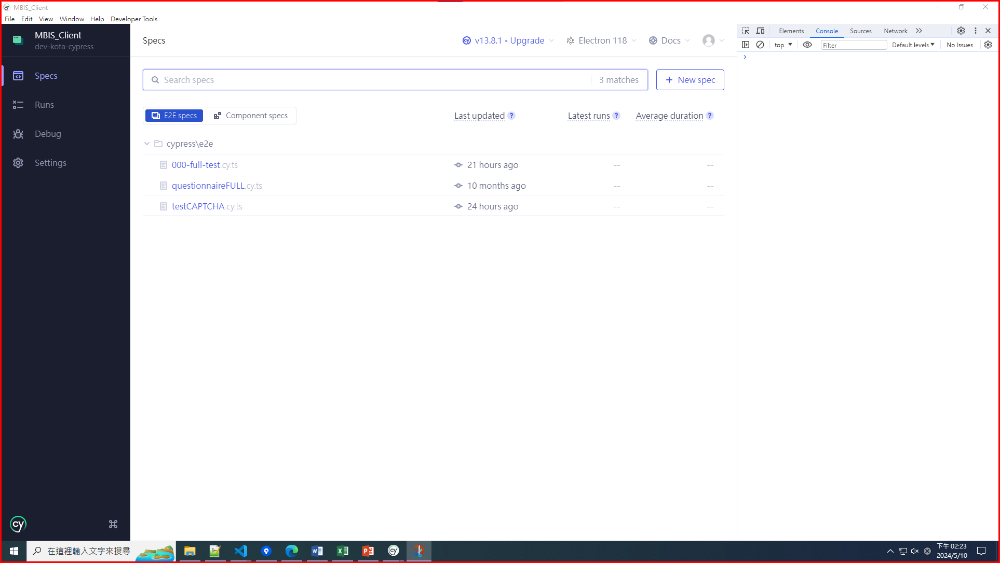 MBIS_Client
File Edit View Window Help Developer Tools
MBIS_Client
dev-kota-cypress
Specs
Runs
Debug
Settings
cy
Specs
v13.8.1 • Upgrade
Electron 118
Docs
Search specs
3 matches
+ New spec
E2E specs
Component specs
Last updated ?
Latest runs ?
Average duration ?
cypress\e2e
000-full-test.cy.ts 21 hours ago -- --
questionnaireFULL.cy.ts 10 months ago -- --
testCAPTCHA.cy.ts 24 hours ago -- --
Elements Console Sources Network
top
Filter
Default levels
No Issues
在這裡輸入文字來搜尋
下午 02:23
2024/5/10